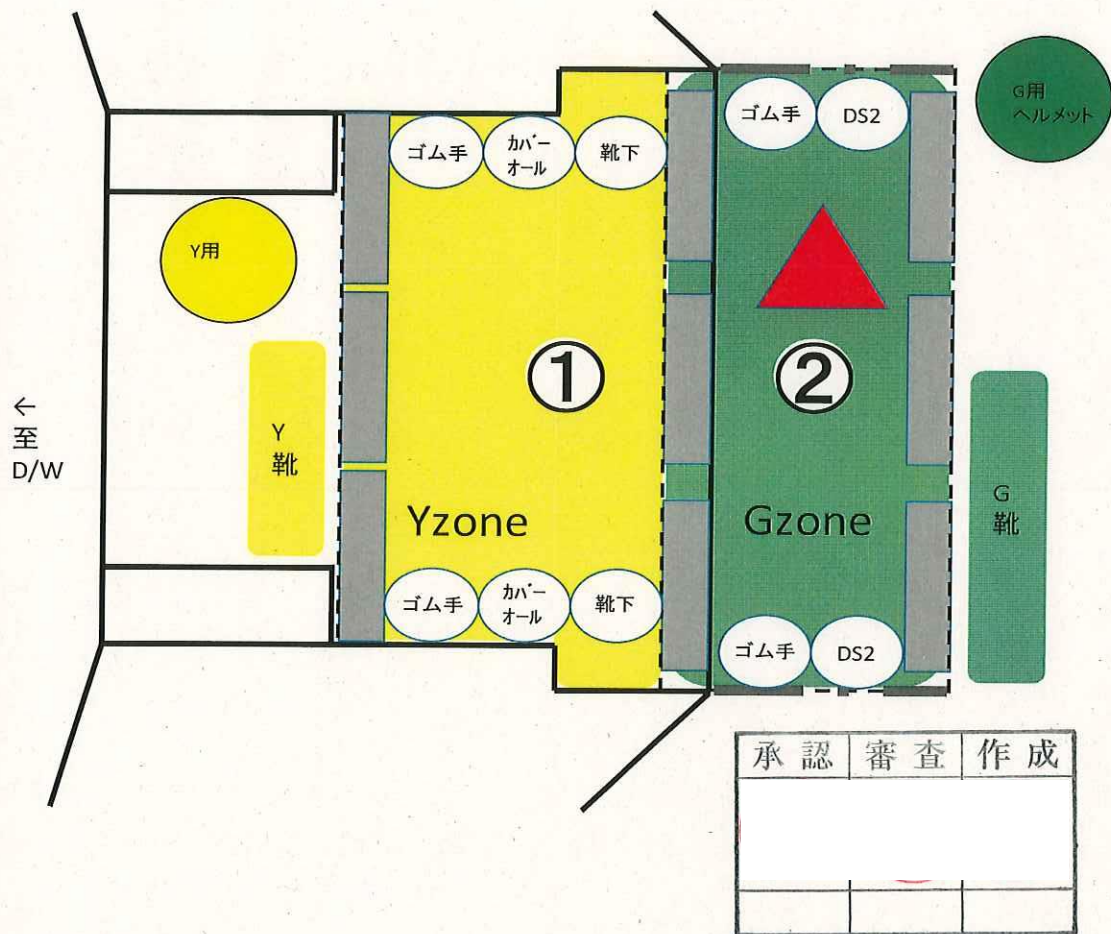 ゴム手
カバー
オール
靴下
ゴム手
DS2
G用
ヘルメット
Y用
①
②
←
至
D/W
Y
靴
Yzone
Gzone
G
靴
ゴム手
カバー
オール
靴下
ゴム手
DS2
承認
審査
作成